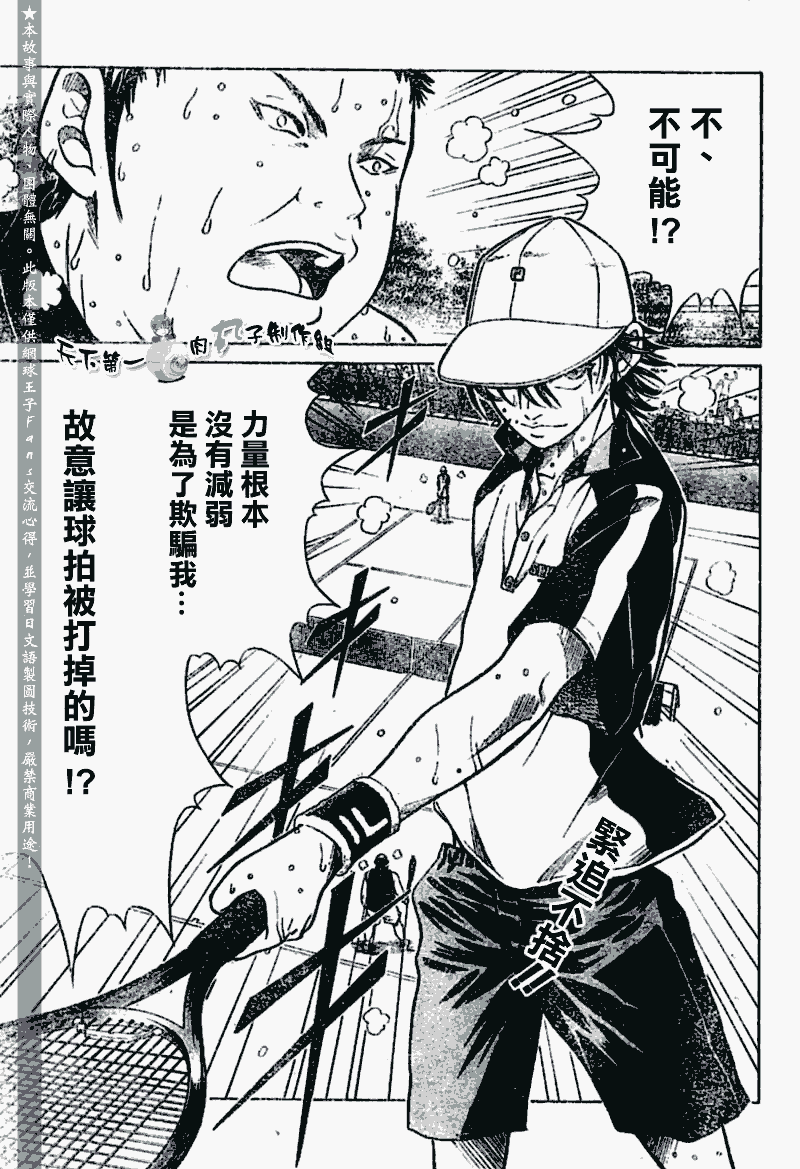 不、
不可能!?
力量根本
沒有減弱
是為了欺騙我…
故意讓球拍被打掉的嗎!?
緊追不捨!!
天下第一肉丸子制作組
★本故事與實際人物、團體無關。此版本僅供網球王子Fans交流心得，並學習日文語製圖技術，嚴禁商業用途！